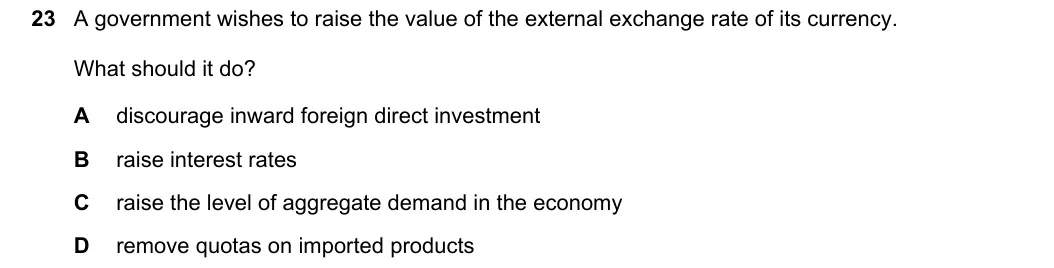 23 A government wishes to raise the value of the external exchange rate of its currency.
What should it do?
A discourage inward foreign direct investment
B raise interest rates
C raise the level of aggregate demand in the economy
D remove quotas on imported products